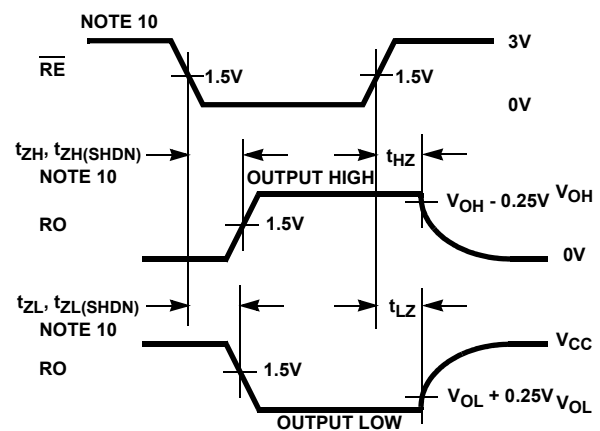 NOTE 10
3V
RE
1.5V
1.5V
0V
tZH, tZH(SHDN)
NOTE 10
tHZ
OUTPUT HIGH
VOH - 0.25V
VOH
RO
1.5V
0V
tZL, tZL(SHDN)
NOTE 10
tLZ
VCC
RO
1.5V
VOL + 0.25V
VOL
OUTPUT LOW